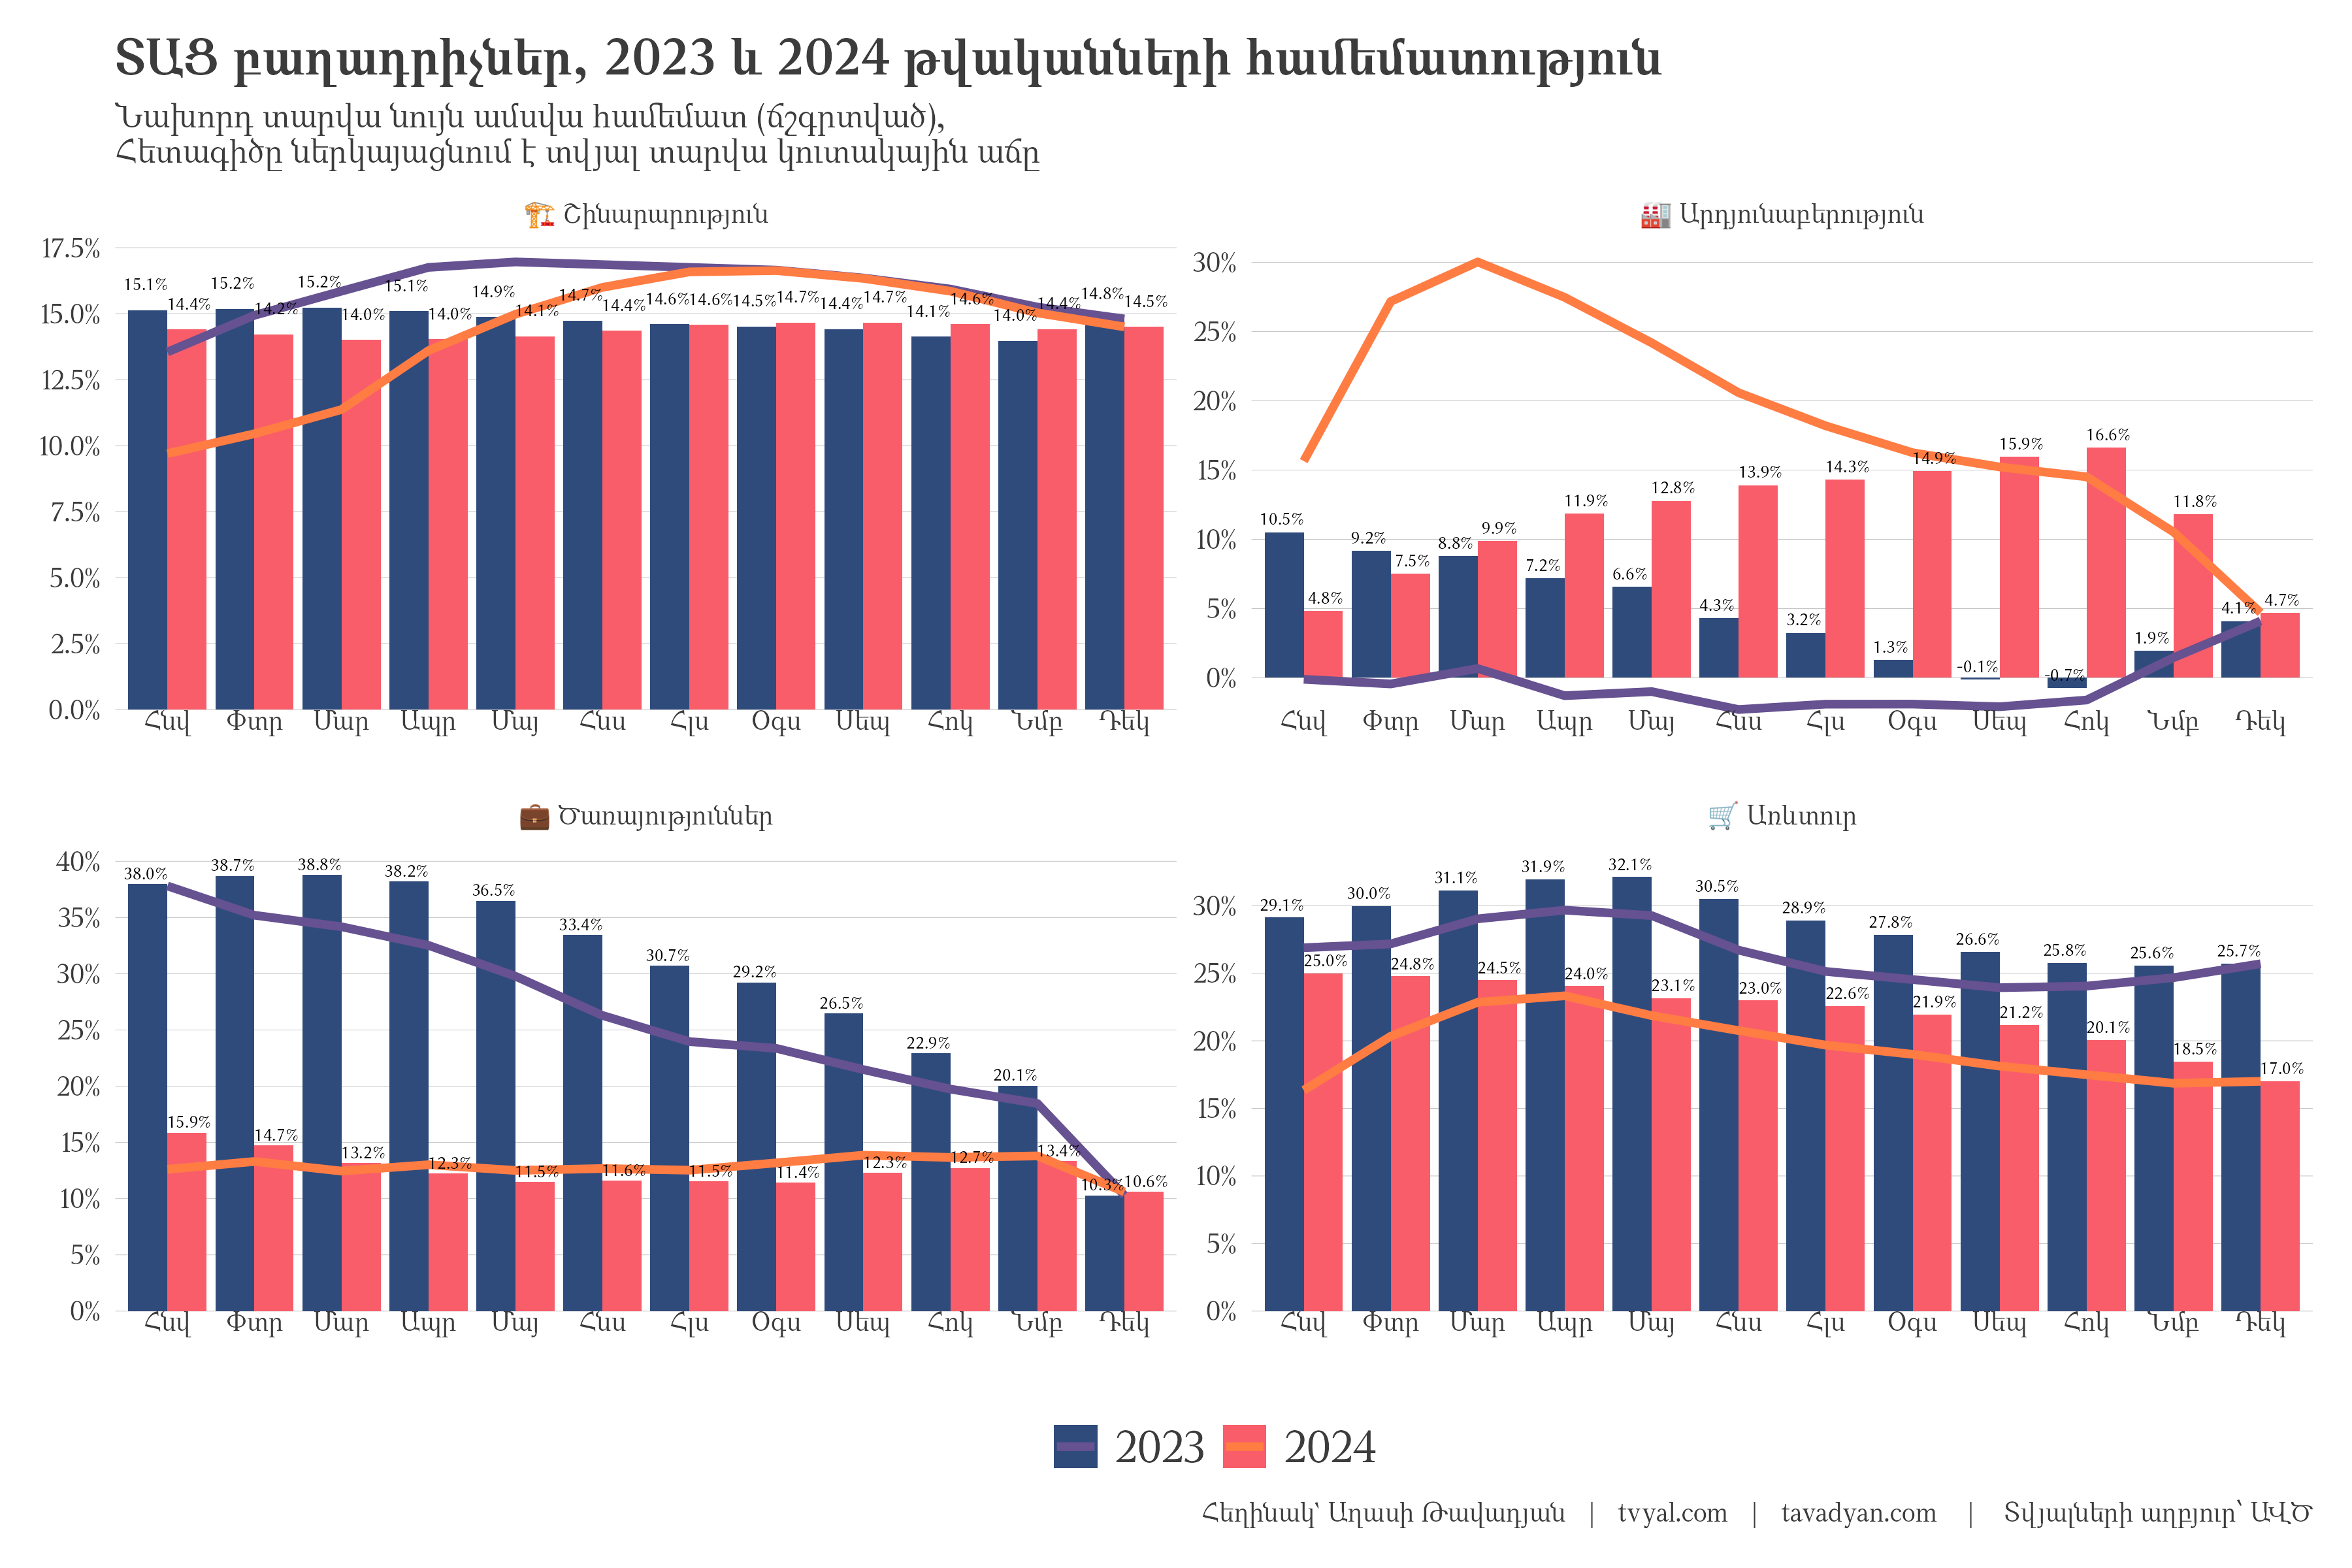 ՏԱՑ բաղադրիչներ, 2023 և 2024 թվականների համեմատություն
Նախորդ տարվա նույն ամսվա համեմատ (ճշգրտված),
Հետագիծը ներկայացնում է տվյալ տարվա կուտակային աճը
🏗️ Շինարարություն
17.5%
15.0%
12.5%
10.0%
7.5%
5.0%
2.5%
0.0%
15.1% 14.4% 15.2% 14.2% 15.2% 14.0% 15.1% 14.0% 14.9% 14.1% 14.7% 14.4% 14.6% 14.6% 14.5% 14.7% 14.4% 14.7% 14.1% 14.6% 14.0% 14.4% 14.8% 14.5%
Հնվ Փտր Մար Ապր Մայ Հնս Հլս Օգս Սեպ Հոկ Նմբ Դեկ
🏭 Արդյունաբերություն
30%
25%
20%
15%
10%
5%
0%
10.5% 4.8% 9.2% 7.5% 8.8% 9.9% 7.2% 11.9% 6.6% 12.8% 4.3% 13.9% 3.2% 14.3% 1.3% 14.9% -0.1% 15.9% -0.7% 16.6% 1.9% 11.8% 4.1% 4.7%
Հնվ Փտր Մար Ապր Մայ Հնս Հլս Օգս Սեպ Հոկ Նմբ Դեկ
💼 Ծառայություններ
40%
35%
30%
25%
20%
15%
10%
5%
0%
38.0% 15.9% 38.7% 14.7% 38.8% 13.2% 38.2% 12.3% 36.5% 11.5% 33.4% 11.6% 30.7% 11.5% 29.2% 11.4% 26.5% 12.3% 22.9% 12.7% 20.1% 13.4% 10.3% 10.6%
Հնվ Փտր Մար Ապր Մայ Հնս Հլս Օգս Սեպ Հոկ Նմբ Դեկ
🛒 Առևտուր
30%
25%
20%
15%
10%
5%
0%
29.1% 25.0% 30.0% 24.8% 31.1% 24.5% 31.9% 24.0% 32.1% 23.1% 30.5% 23.0% 28.9% 22.6% 27.8% 21.9% 26.6% 21.2% 25.8% 20.1% 25.6% 18.5% 25.7% 17.0%
Հնվ Փտր Մար Ապր Մայ Հնս Հլս Օգս Սեպ Հոկ Նմբ Դեկ
2023 2024
Հեղինակ՝ Աղասի Թավադյան | tvyal.com | tavadyan.com | Տվյալների աղբյուր՝ ԱՎԾ